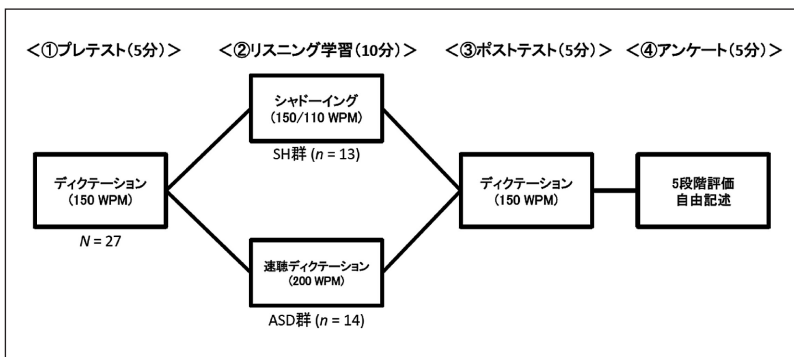 <①プレテスト(5分)>
<②リスニング学習(10分)>
<③ポストテスト(5分)>
<④アンケート(5分)>
シャドーイング
(150/110 WPM)
SH群 (n = 13)
ディクテーション
(150 WPM)
N = 27
ディクテーション
(150 WPM)
5段階評価
自由記述
速聴ディクテーション
(200 WPM)
ASD群 (n = 14)